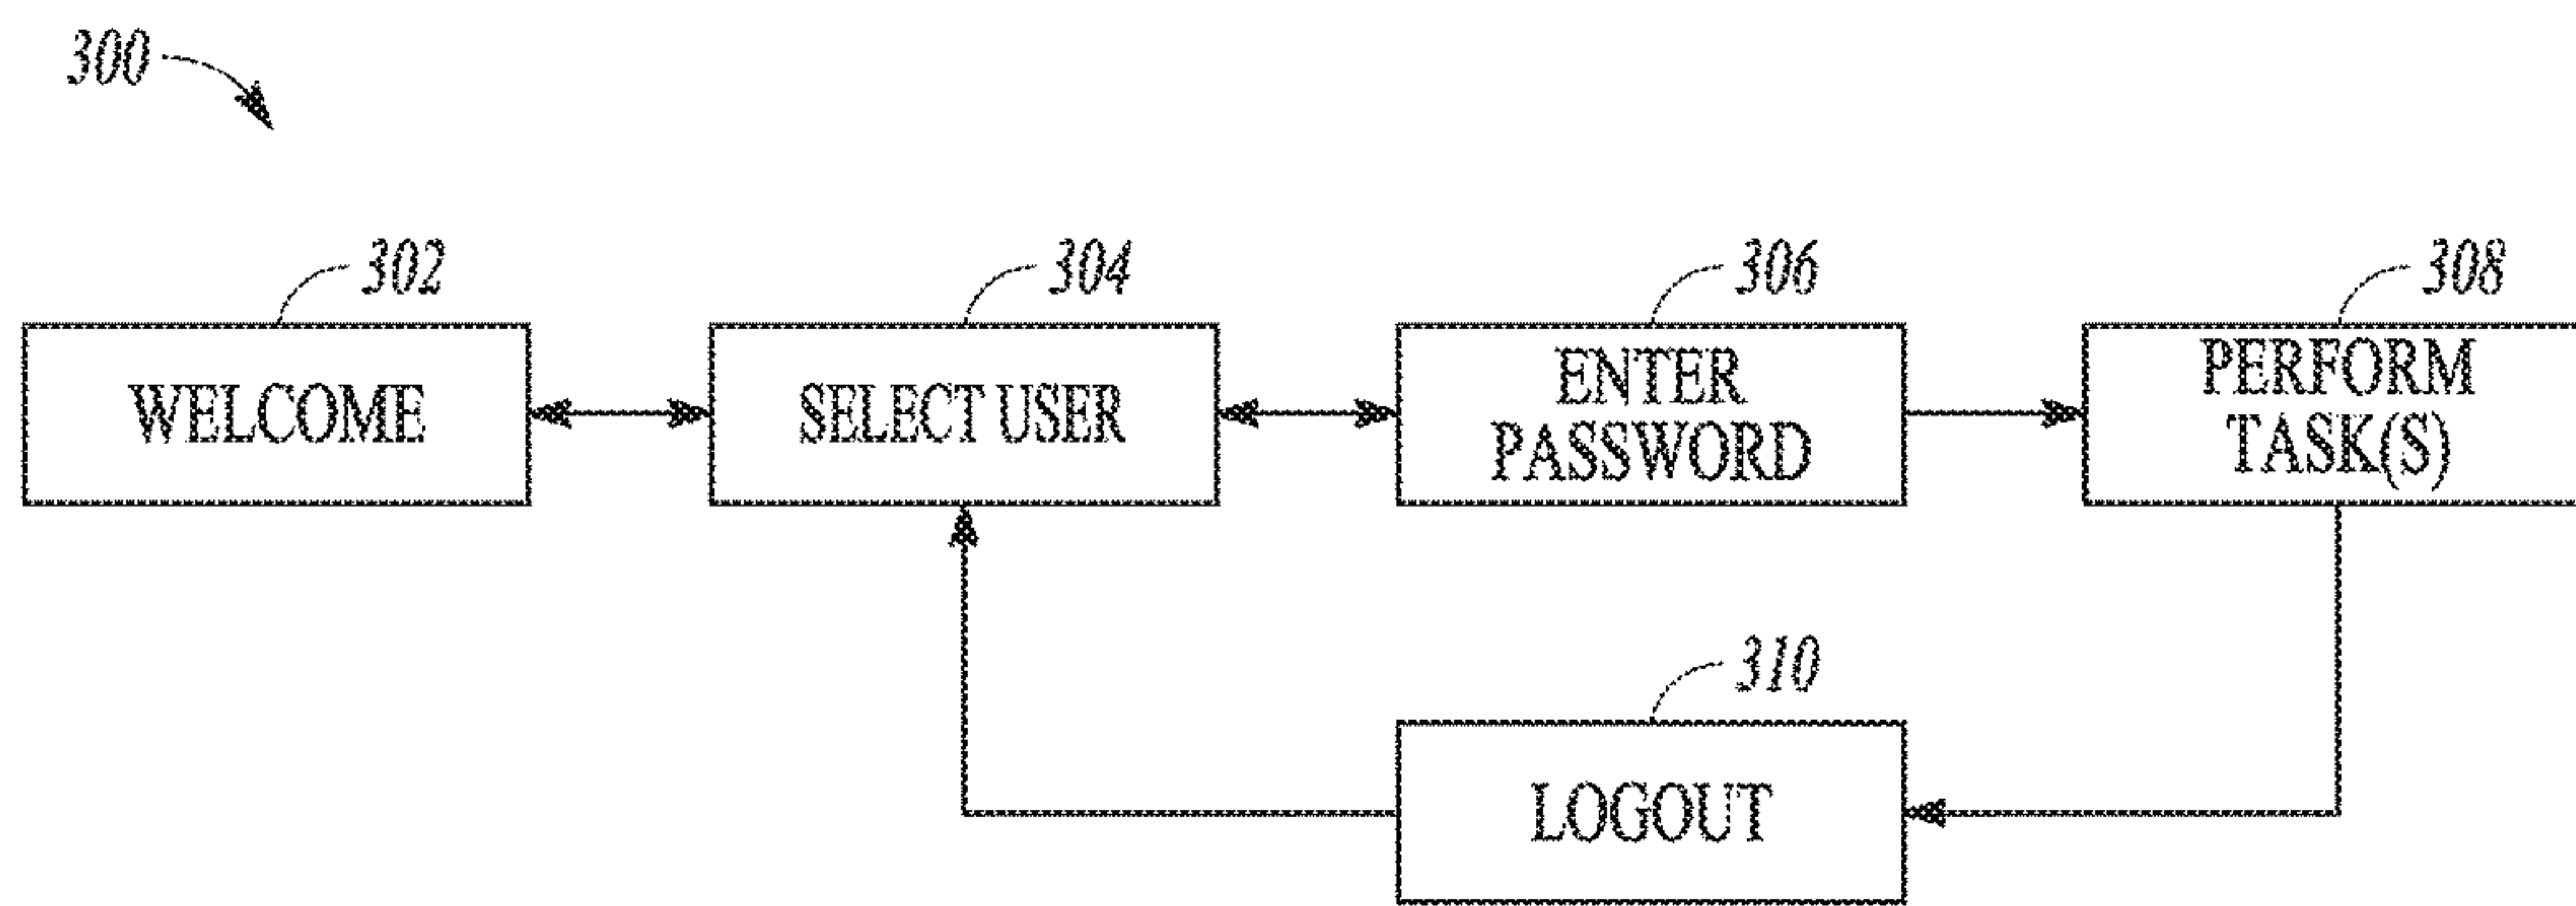 300
302
304
306
308
WELCOME
SELECT USER
ENTER
PASSWORD
PERFORM
TASK(S)
310
LOGOUT